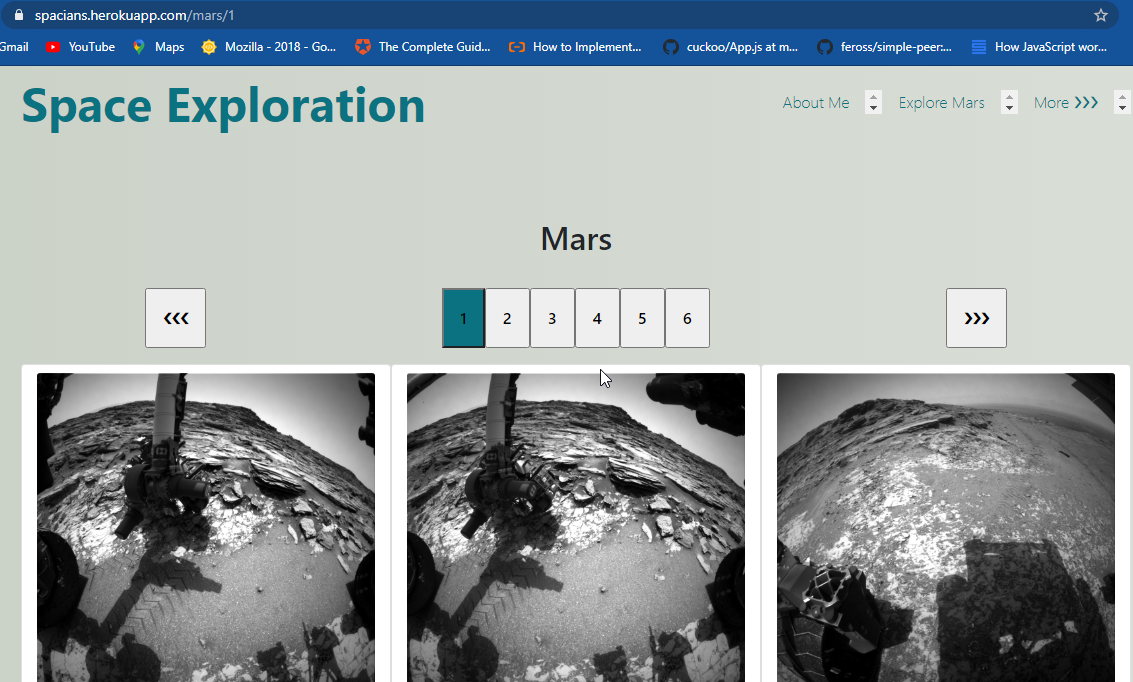 spacians.herokuapp.com/mars/1
Gmail YouTube Maps Mozilla - 2018 - Go... The Complete Guid... How to Implement... cuckoo/App.js at m... feross/simple-peer:... How JavaScript wor...
Space Exploration About Me Explore Mars More ❯❯❯
Mars
❮❮❮ 1 2 3 4 5 6 ❯❯❯